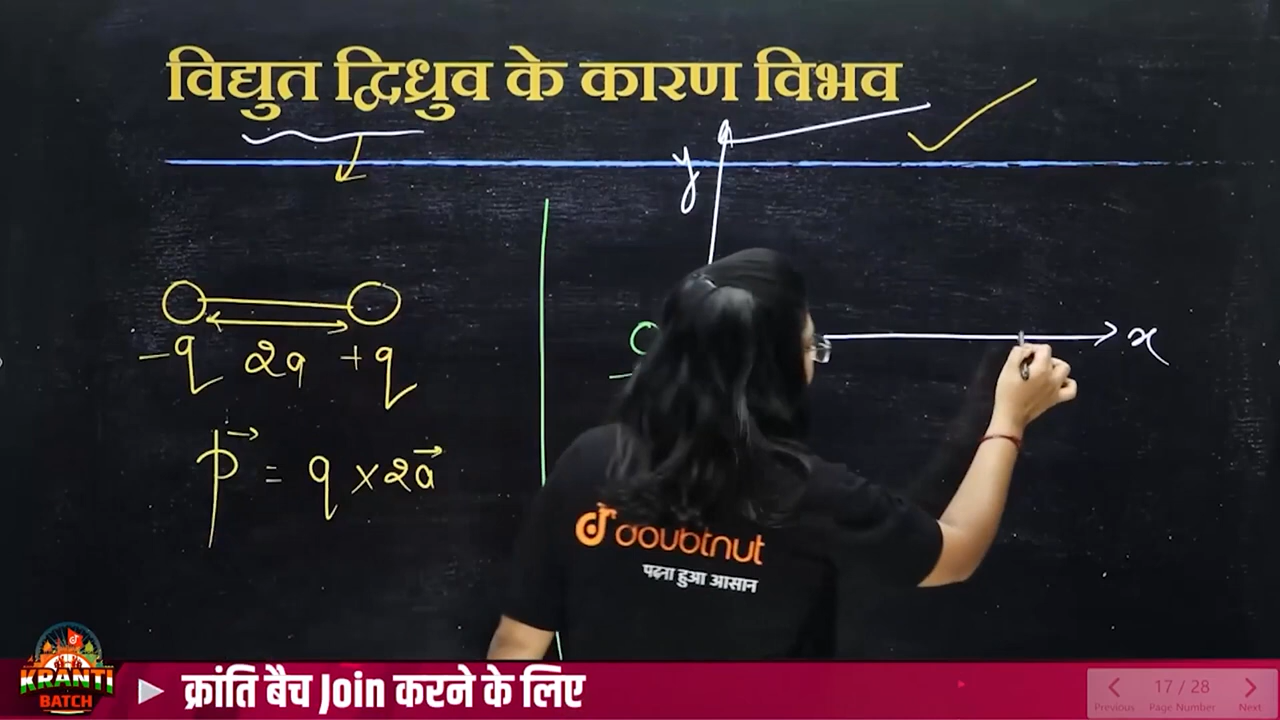 विद्युत द्विध्रुव के कारण विभव
y
x
-q 2a +q
p⃗ = q × 2a⃗
doubtnut
पढ़ना हुआ आसान
KRANTI
BATCH
क्रांति बैच Join करने के लिए
17 / 28
Previous Page Number Next